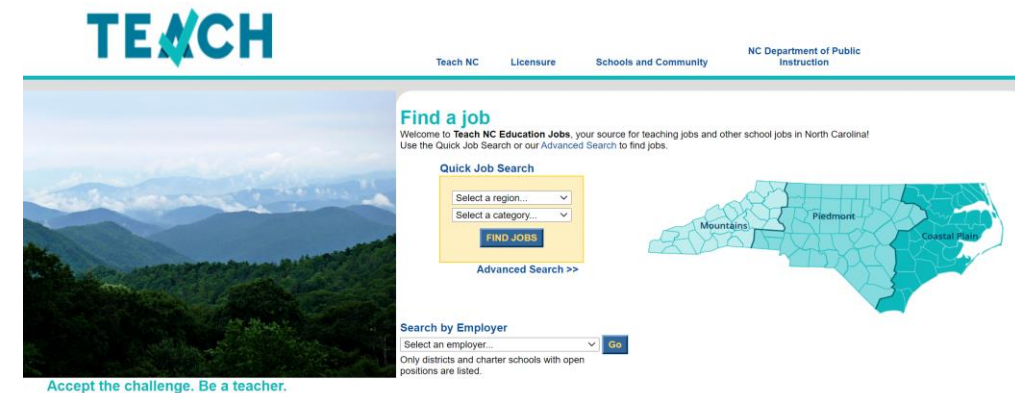 TEACH
Teach NC
Licensure
Schools and Community
NC Department of Public
Instruction
Find a job
Welcome to Teach NC Education Jobs, your source for teaching jobs and other school jobs in North Carolina!
Use the Quick Job Search or our Advanced Search to find jobs.
Quick Job Search
Select a region...
Select a category...
FIND JOBS
Advanced Search >>
Mountains
Piedmont
Coastal Plain
Search by Employer
Select an employer...
Go
Only districts and charter schools with open
positions are listed.
Accept the challenge. Be a teacher.